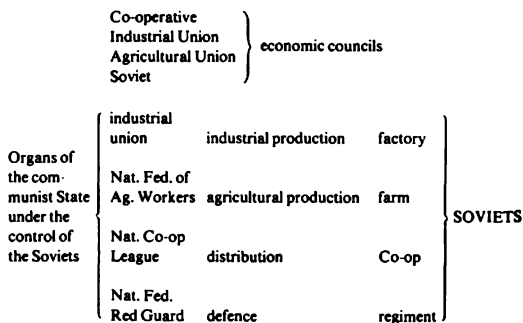 Co-operative
Industrial Union
Agricultural Union
Soviet
economic councils
Organs of
the com-
munist State
under the
control of
the Soviets
industrial
union industrial production factory
Nat. Fed. of
Ag. Workers agricultural production farm
Nat. Co-op
League distribution Co-op
Nat. Fed.
Red Guard defence regiment
SOVIETS